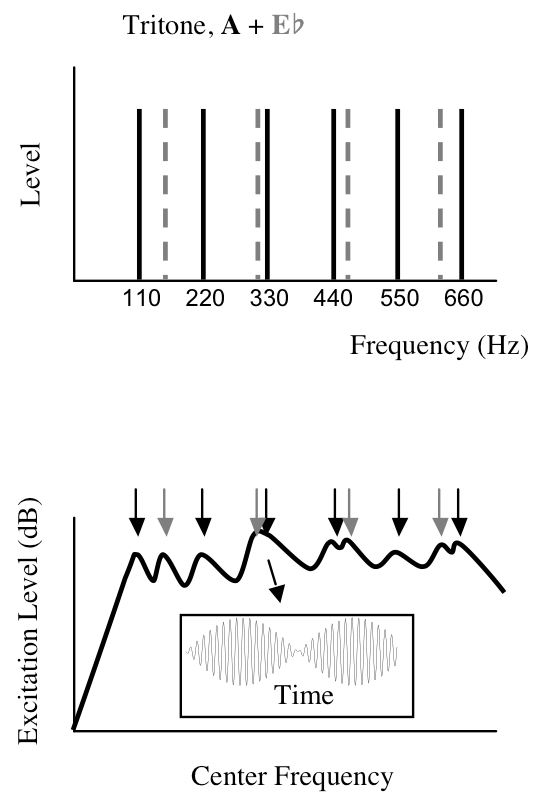 Tritone, A + E♭
Level
110 220 330 440 550 660
Frequency (Hz)
Excitation Level (dB)
Time
Center Frequency